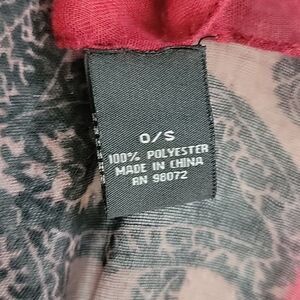 O/S
100% POLYESTER
MADE IN CHINA
RN 98072